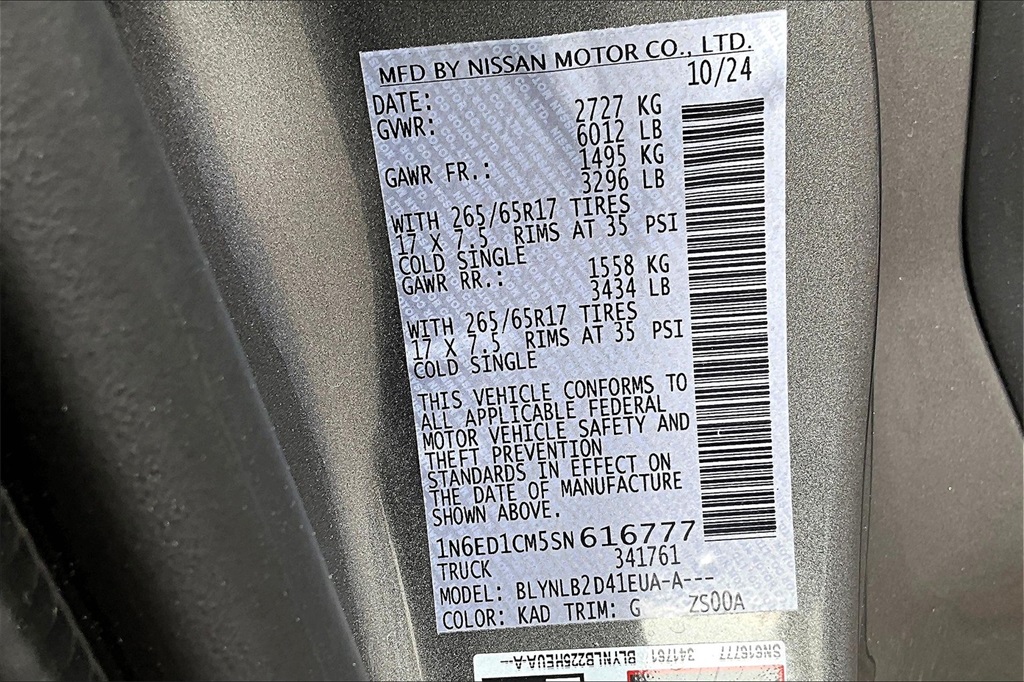 MFD BY NISSAN MOTOR CO., LTD.
DATE: 10/24
GVWR: 2727 KG
6012 LB
GAWR FR.: 1495 KG
3296 LB
WITH 265/65R17 TIRES
17 X 7.5 RIMS AT 35 PSI
COLD SINGLE
GAWR RR.: 1558 KG
3434 LB
WITH 265/65R17 TIRES
17 X 7.5 RIMS AT 35 PSI
COLD SINGLE
THIS VEHICLE CONFORMS TO
ALL APPLICABLE FEDERAL
MOTOR VEHICLE SAFETY AND
THEFT PREVENTION
STANDARDS IN EFFECT ON
THE DATE OF MANUFACTURE
SHOWN ABOVE.
1N6ED1CM5SN616777
TRUCK 341761
MODEL: BLYNLB2D41EUA-A---
COLOR: KAD TRIM: G ZS00A
SN616777 341761 BLYNLB2225HEUA-A---